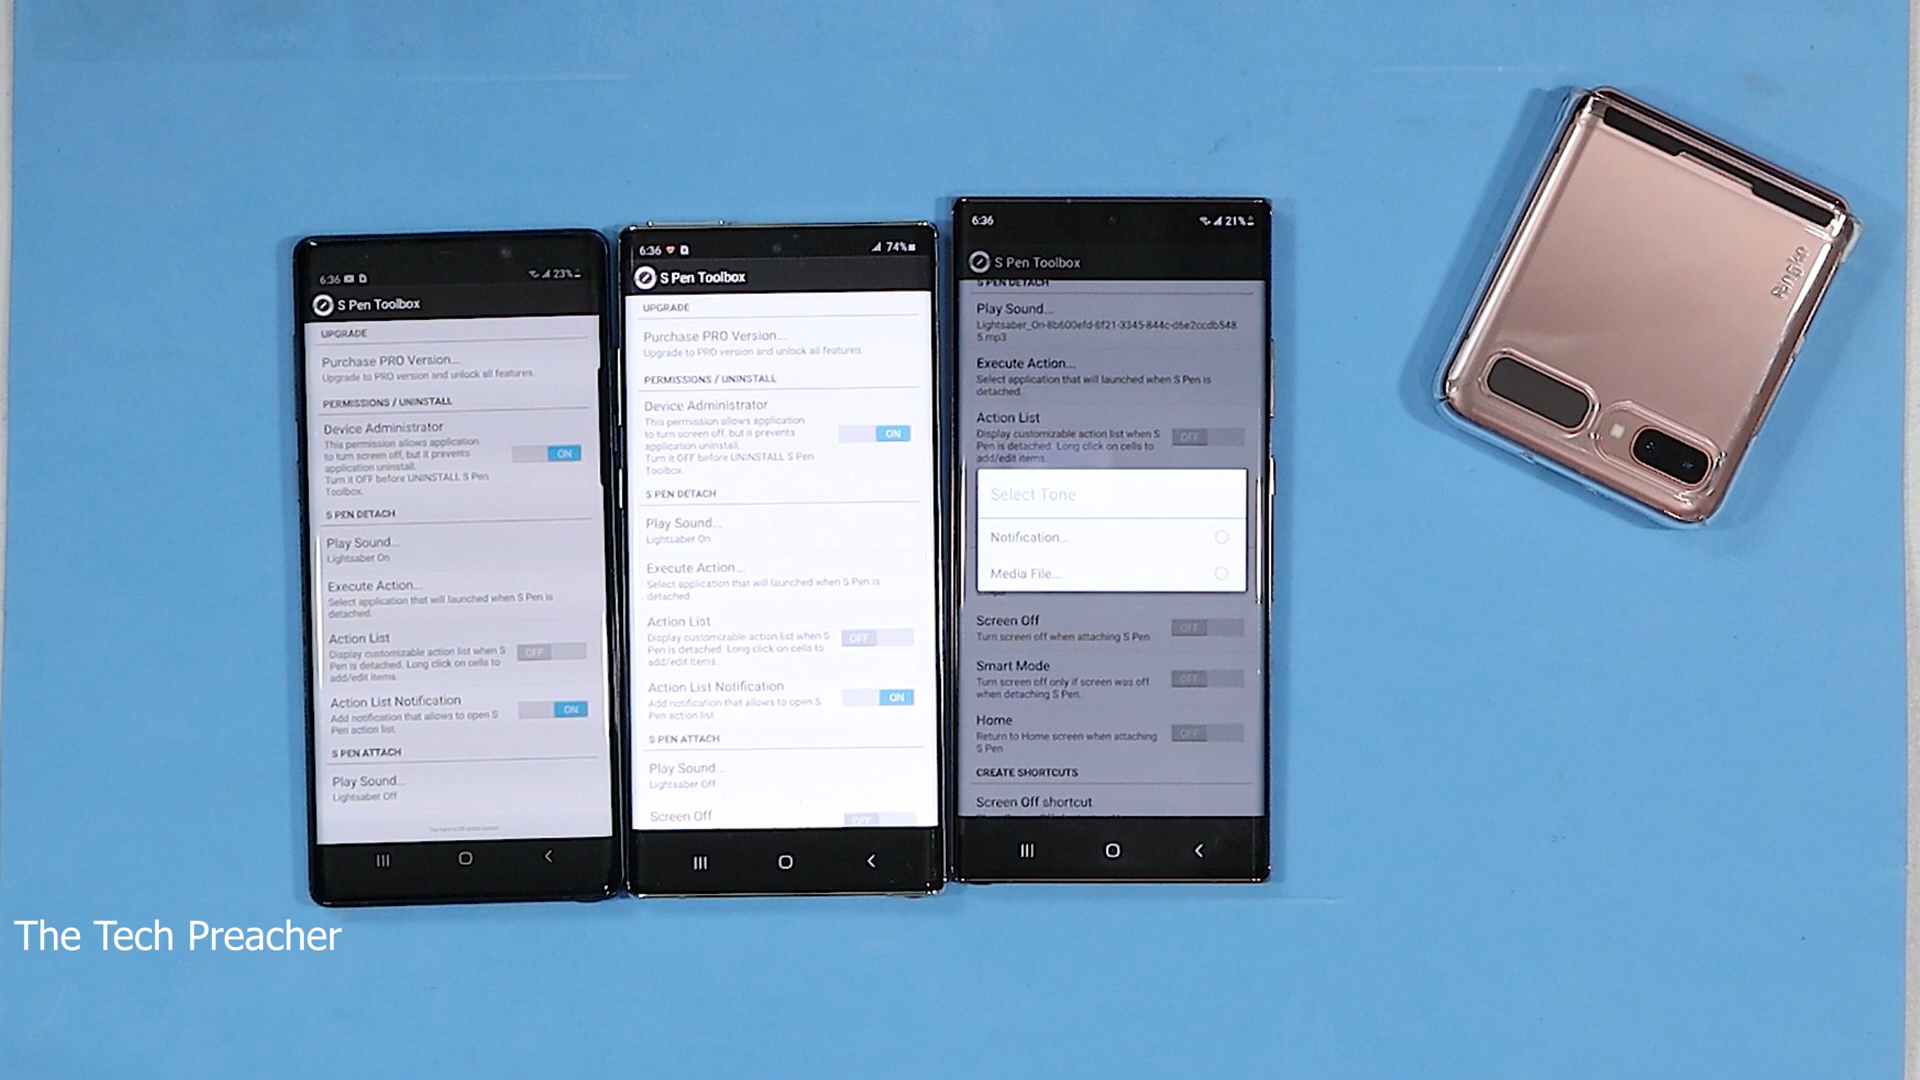 6:36
23%
S Pen Toolbox
UPGRADE
Purchase PRO Version...
Upgrade to PRO version and unlock all features.
PERMISSIONS / UNINSTALL
Device Administrator
This permission allows application
to turn screen off, but it prevents
application uninstall.
Turn it OFF before UNINSTALL S Pen
Toolbox.
ON
S PEN DETACH
Play Sound...
Lightsaber On
Execute Action...
Select application that will launched when S Pen is
detached.
Action List
Display customizable action list when S
Pen is detached. Long click on cells to
add/edit items.
OFF
Action List Notification
Add notification that allows to open S
Pen action list.
ON
S PEN ATTACH
Play Sound...
Lightsaber Off
6:36
74%
S Pen Toolbox
UPGRADE
Purchase PRO Version...
Upgrade to PRO version and unlock all features.
PERMISSIONS / UNINSTALL
Device Administrator
This permission allows application
to turn screen off, but it prevents
application uninstall.
Turn it OFF before UNINSTALL S Pen
Toolbox.
ON
S PEN DETACH
Play Sound...
Lightsaber On
Execute Action...
Select application that will launched when S Pen is
detached.
Action List
Display customizable action list when S
Pen is detached. Long click on cells to
add/edit items.
OFF
Action List Notification
Add notification that allows to open S
Pen action list.
ON
S PEN ATTACH
Play Sound...
Lightsaber Off
Screen Off
OFF
6:36
21%
S Pen Toolbox
S PEN DETACH
Play Sound...
5.mp3
Execute Action...
Select application that will launched when S Pen is
detached.
Action List
Display customizable action list when S
Pen is detached. Long click on cells to
add/edit items.
OFF
Select Tone
Notification...
Media File...
Screen Off
Turn screen off when attaching S Pen
OFF
Smart Mode
Turn screen off only if screen was off
when detaching S Pen.
OFF
Home
Return to Home screen when attaching
S Pen
OFF
CREATE SHORTCUTS
Screen Off shortcut
Ringke
The Tech Preacher